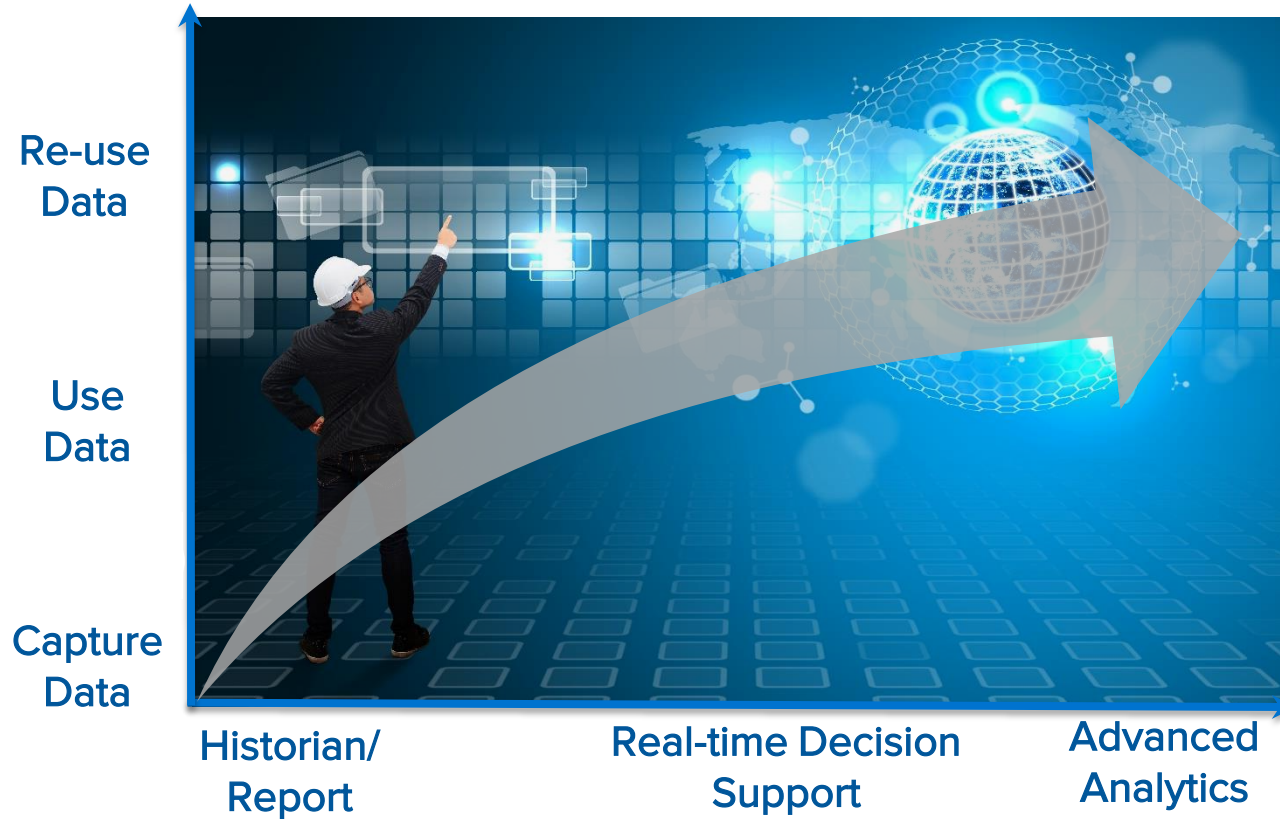 Re-use
Data
Use
Data
Capture
Data
Historian/
Report
Real-time Decision
Support
Advanced
Analytics